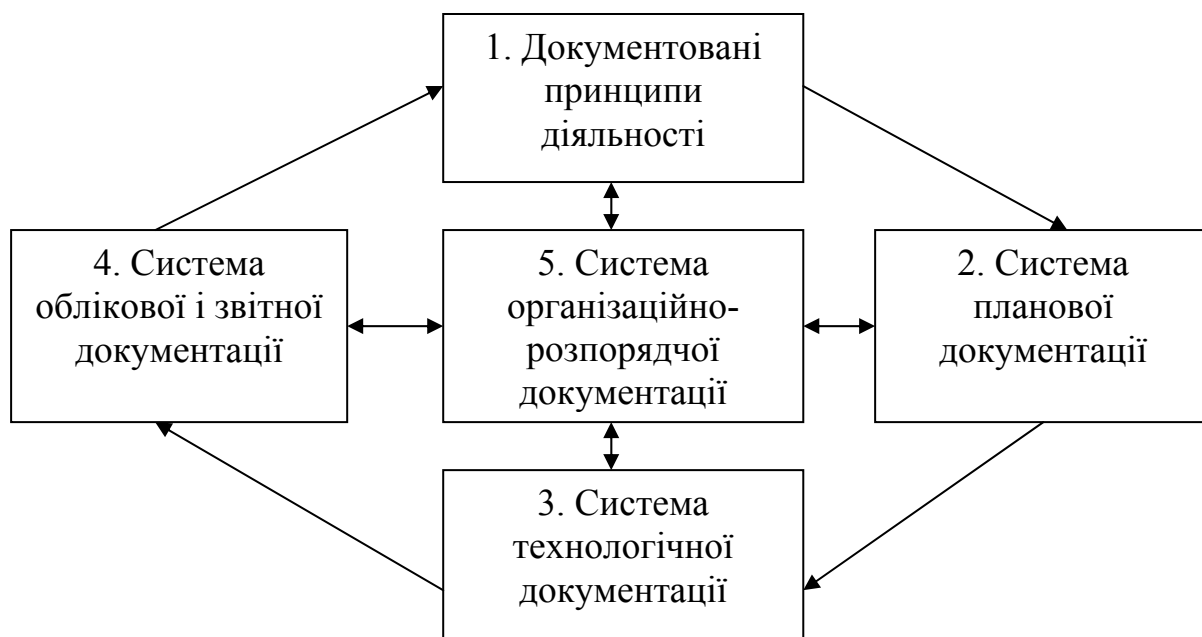 1. Документовані
принципи
діяльності
4. Система
облікової і звітної
документації
5. Система
організаційно-
розпорядчої
документації
2. Система
планової
документації
3. Система
технологічної
документації